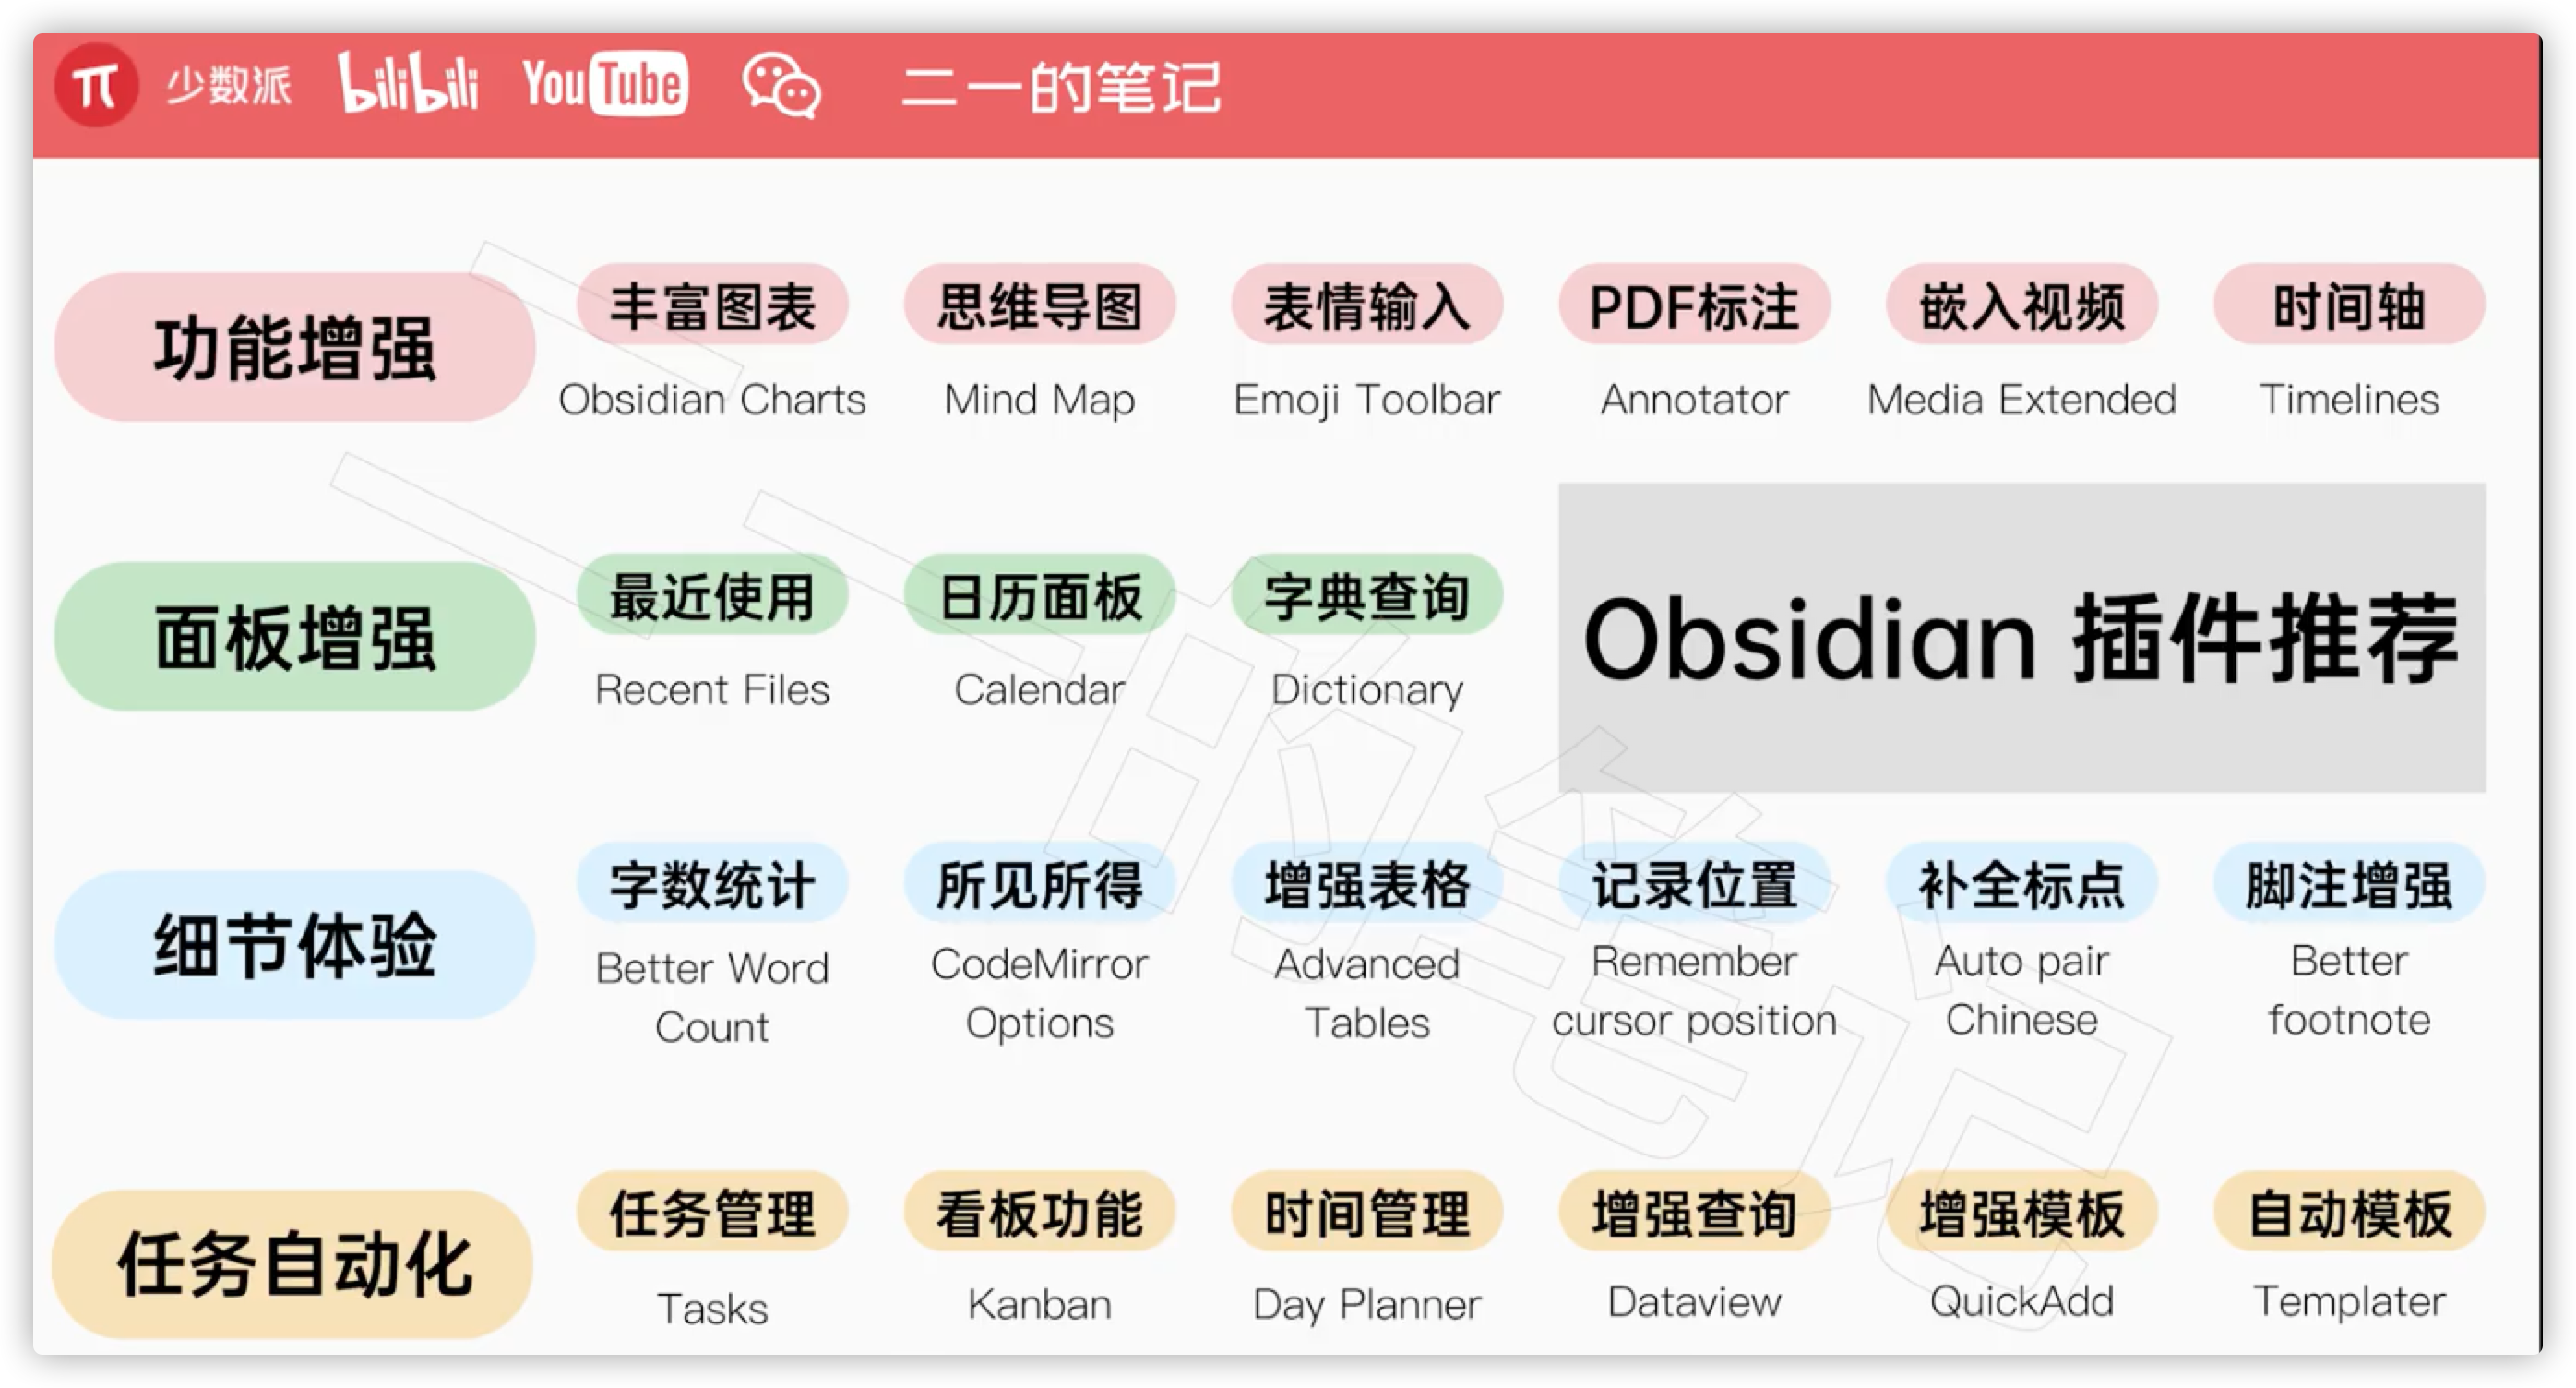 π 少数派 bilibili YouTube 二一的笔记
功能增强
丰富图表 思维导图 表情输入 PDF标注 嵌入视频 时间轴
Obsidian Charts Mind Map Emoji Toolbar Annotator Media Extended Timelines
面板增强
最近使用 日历面板 字典查询
Recent Files Calendar Dictionary
Obsidian 插件推荐
细节体验
字数统计 所见所得 增强表格 记录位置 补全标点 脚注增强
Better Word CodeMirror Advanced Remember Auto pair Better
Count Options Tables cursor position Chinese footnote
任务自动化
任务管理 看板功能 时间管理 增强查询 增强模板 自动模板
Tasks Kanban Day Planner Dataview QuickAdd Templater
二一的笔记